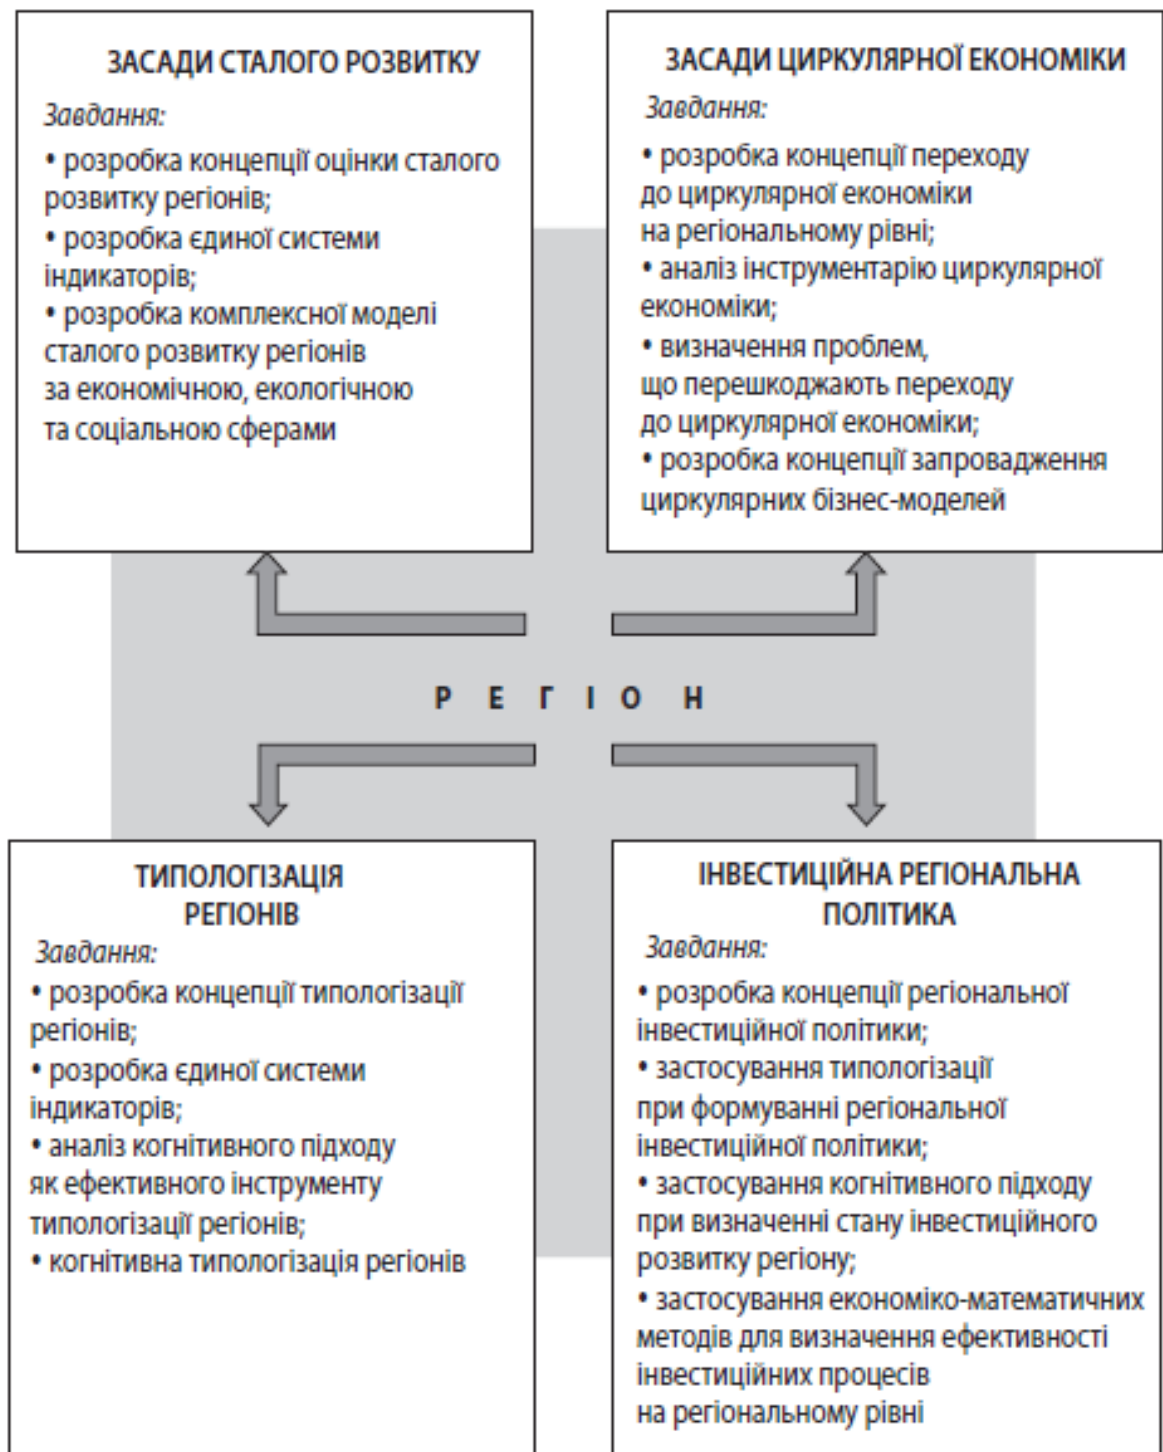 ЗАСАДИ СТАЛОГО РОЗВИТКУ
Завдання:
• розробка концепції оцінки сталого
розвитку регіонів;
• розробка єдиної системи
індикаторів;
• розробка комплексної моделі
сталого розвитку регіонів
за економічною, екологічною
та соціальною сферами
ЗАСАДИ ЦИРКУЛЯРНОЇ ЕКОНОМІКИ
Завдання:
• розробка концепції переходу
до циркулярної економіки
на регіональному рівні;
• аналіз інструментарію циркулярної
економіки;
• визначення проблем,
що перешкоджають переходу
до циркулярної економіки;
• розробка концепції запровадження
циркулярних бізнес-моделей
РЕГІОН
ТИПОЛОГІЗАЦІЯ
РЕГІОНІВ
Завдання:
• розробка концепції типологізації
регіонів;
• розробка єдиної системи
індикаторів;
• аналіз когнітивного підходу
як ефективного інструменту
типологізації регіонів;
• когнітивна типологізація регіонів
ІНВЕСТИЦІЙНА РЕГІОНАЛЬНА
ПОЛІТИКА
Завдання:
• розробка концепції регіональної
інвестиційної політики;
• застосування типологізації
при формуванні регіональної
інвестиційної політики;
• застосування когнітивного підходу
при визначенні стану інвестиційного
розвитку регіону;
• застосування економіко-математичних
методів для визначення ефективності
інвестиційних процесів
на регіональному рівні